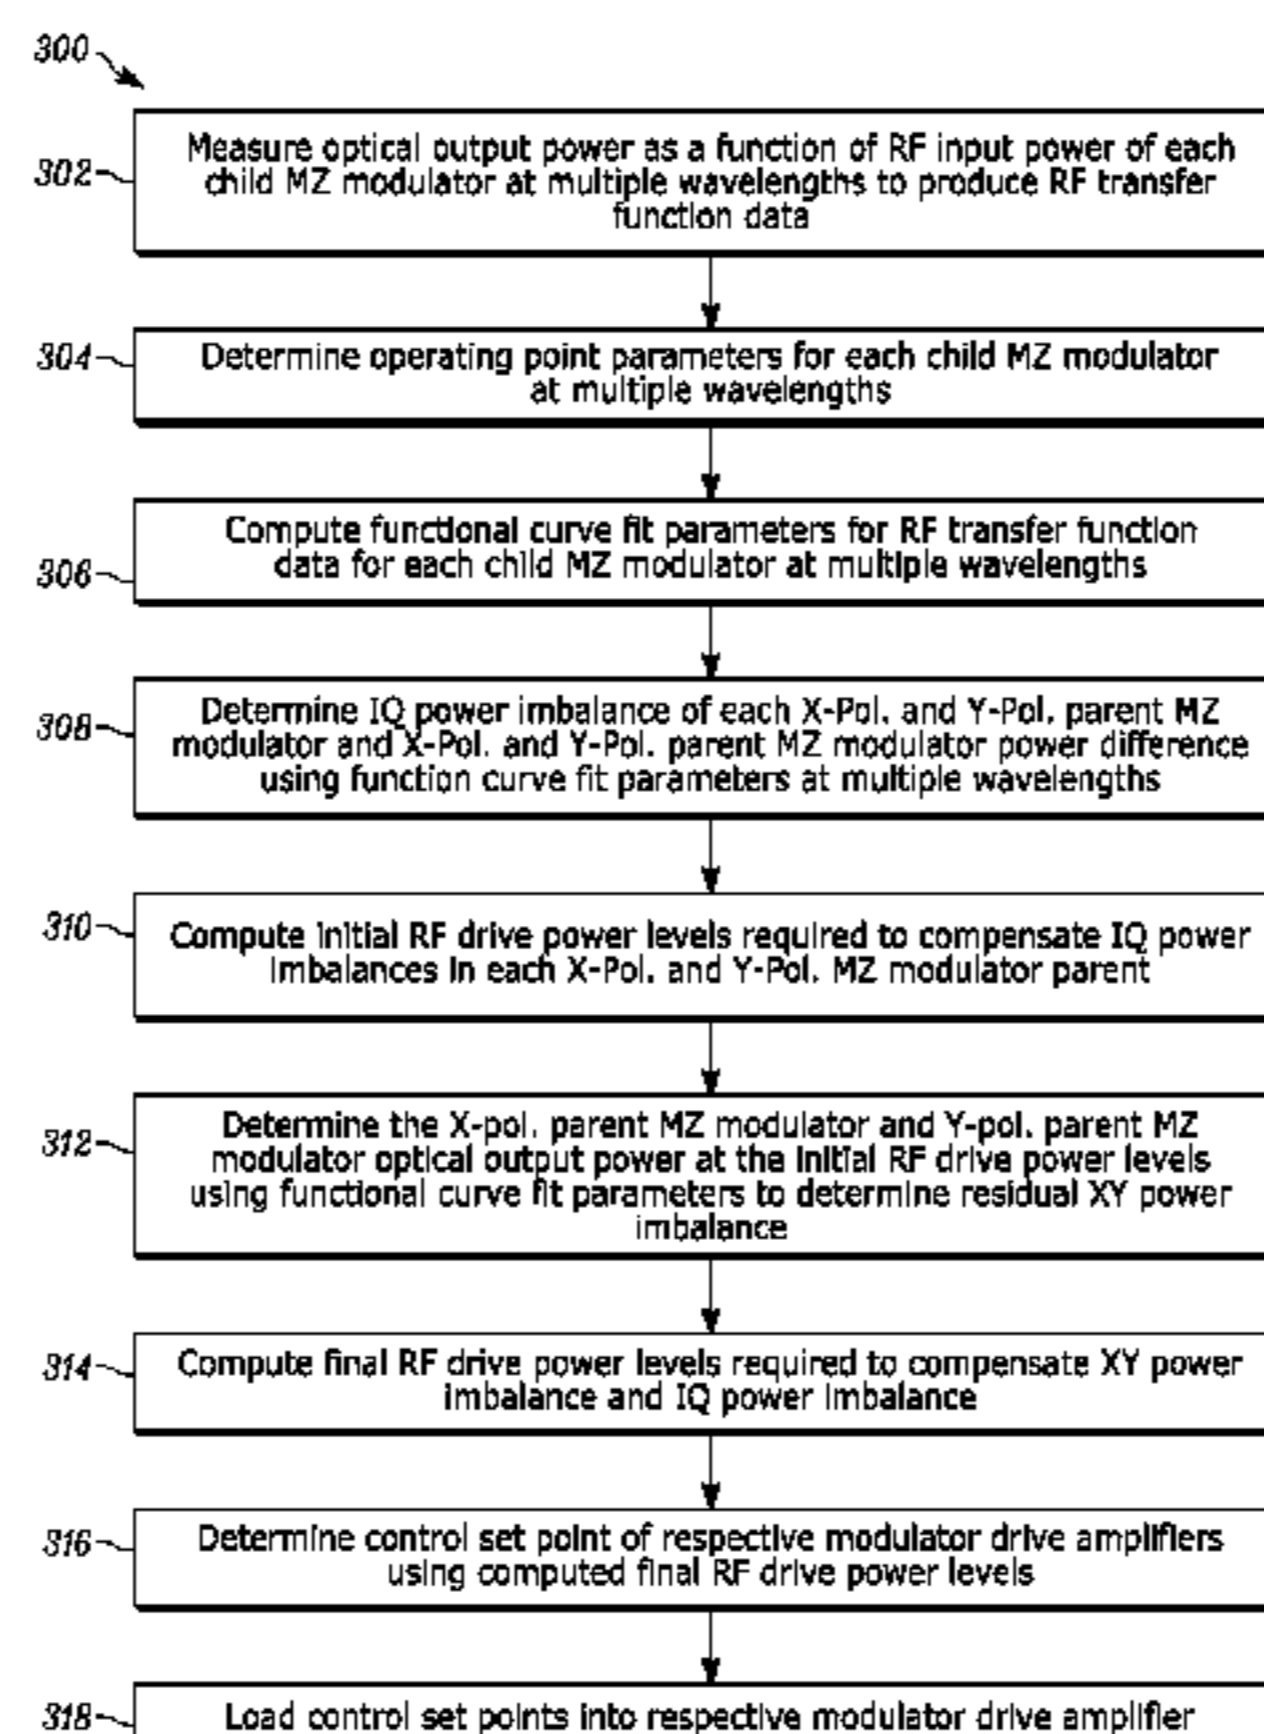 300
302
Measure optical output power as a function of RF input power of each
child MZ modulator at multiple wavelengths to produce RF transfer
function data
304
Determine operating point parameters for each child MZ modulator
at multiple wavelengths
306
Compute functional curve fit parameters for RF transfer function
data for each child MZ modulator at multiple wavelengths
308
Determine IQ power imbalance of each X-Pol. and Y-Pol. parent MZ
modulator and X-Pol. and Y-Pol. parent MZ modulator power difference
using function curve fit parameters at multiple wavelengths
310
Compute initial RF drive power levels required to compensate IQ power
imbalances in each X-Pol. and Y-Pol. MZ modulator parent
312
Determine the X-pol. parent MZ modulator and Y-pol. parent MZ
modulator optical output power at the initial RF drive power levels
using functional curve fit parameters to determine residual XY power
imbalance
314
Compute final RF drive power levels required to compensate XY power
imbalance and IQ power imbalance
316
Determine control set point of respective modulator drive amplifiers
using computed final RF drive power levels
318
Load control set points into respective modulator drive amplifier